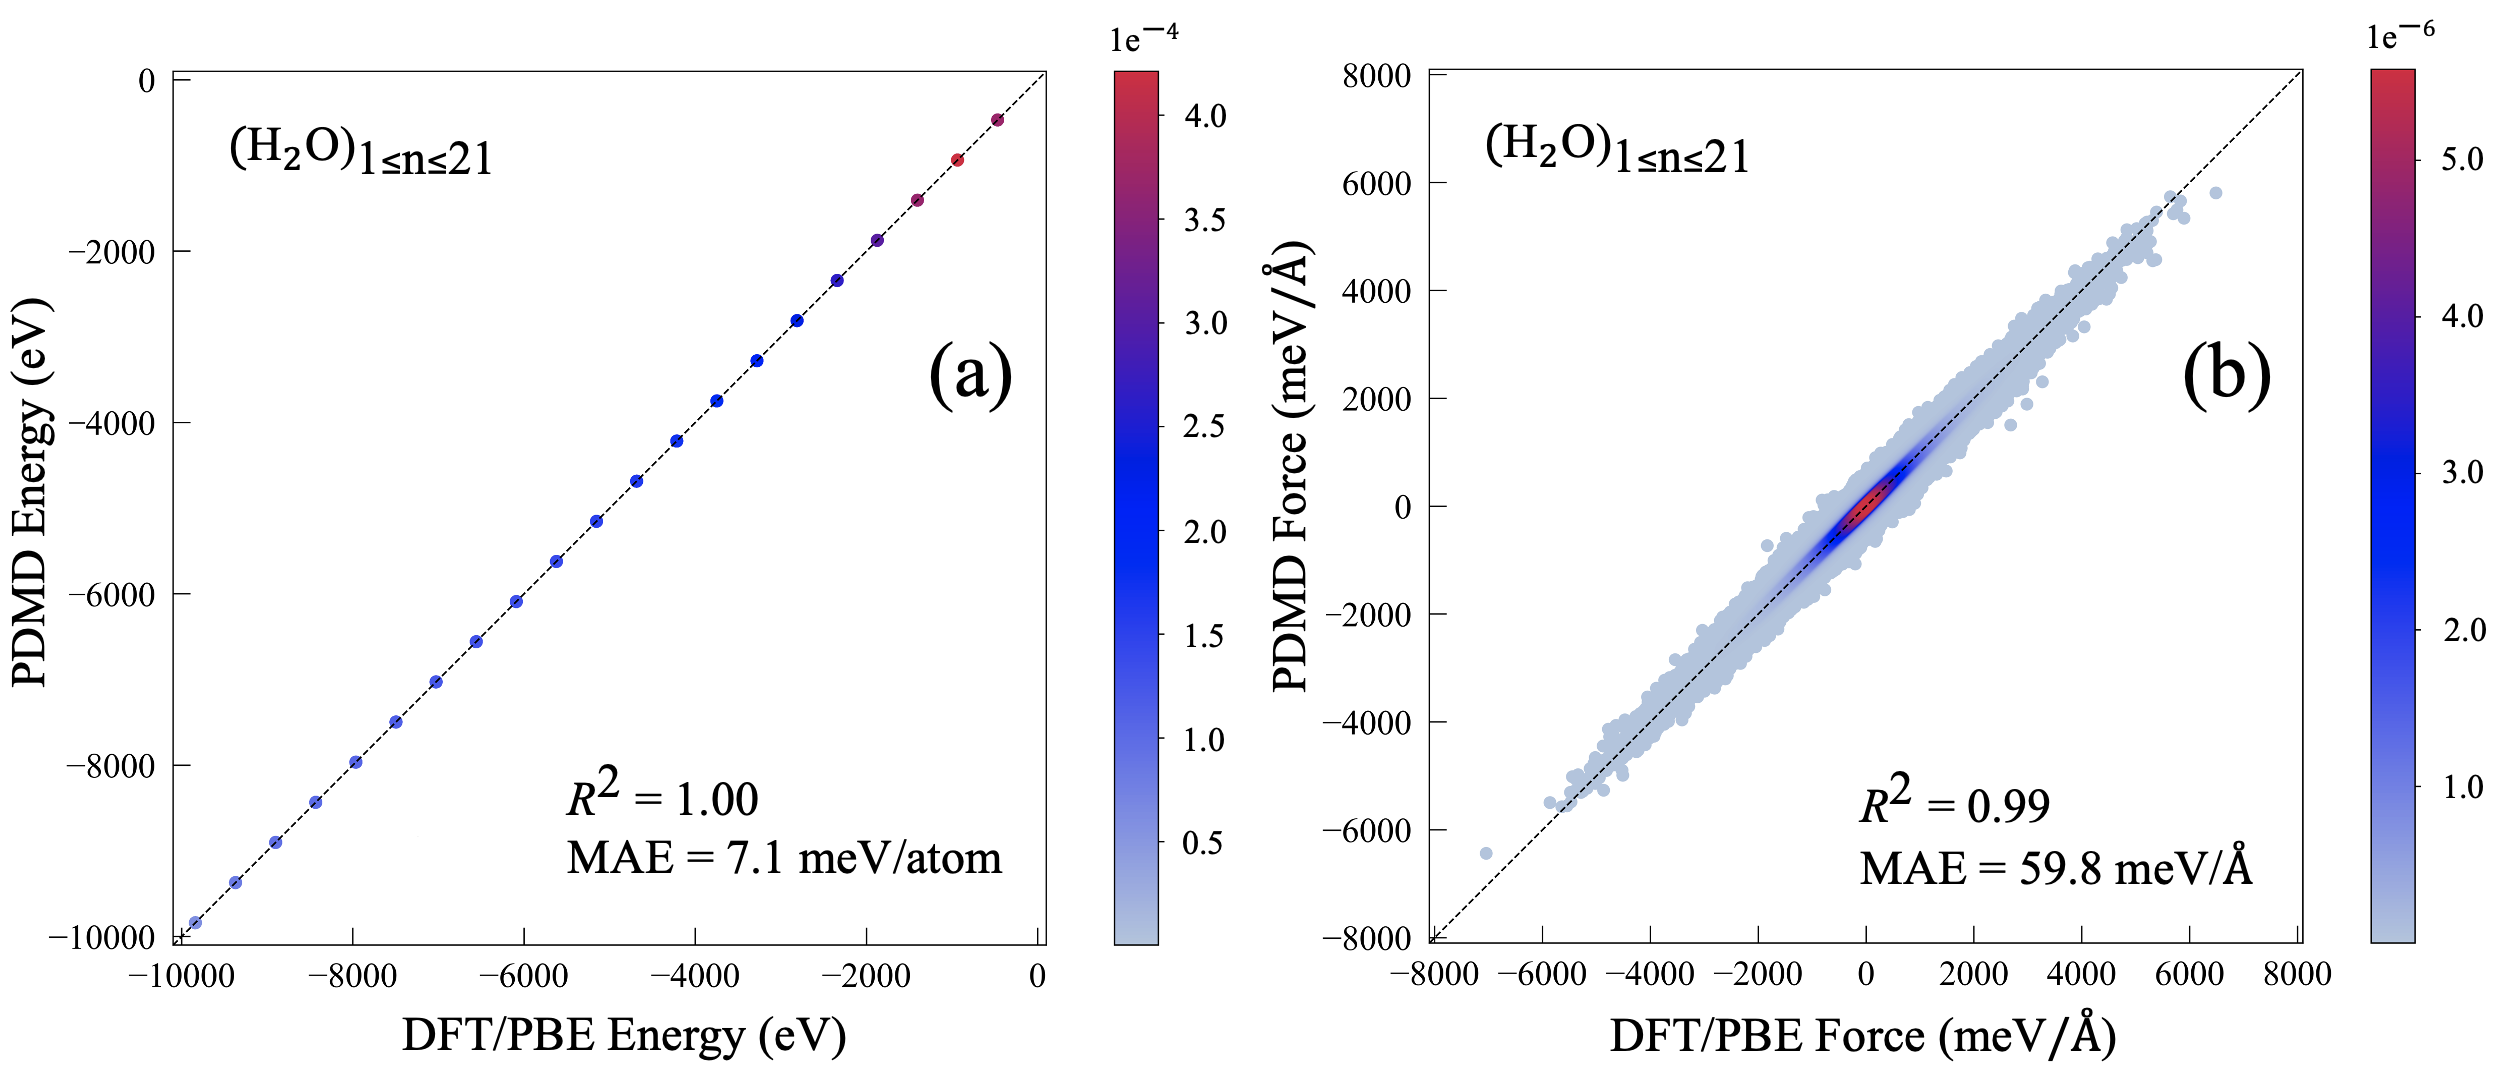 1e⁻⁴
0
−2000
−4000
−6000
−8000
−10000
PDMD Energy (eV)
(H₂O)₁≤n≤₂₁
(a)
R² = 1.00
MAE = 7.1 meV/atom
−10000 −8000 −6000 −4000 −2000 0
DFT/PBE Energy (eV)
4.0
3.5
3.0
2.5
2.0
1.5
1.0
0.5
1e⁻⁶
8000
6000
4000
2000
0
−2000
−4000
−6000
−8000
PDMD Force (meV/Å)
(H₂O)₁≤n≤₂₁
(b)
R² = 0.99
MAE = 59.8 meV/Å
−8000 −6000 −4000 −2000 0 2000 4000 6000 8000
DFT/PBE Force (meV/Å)
5.0
4.0
3.0
2.0
1.0